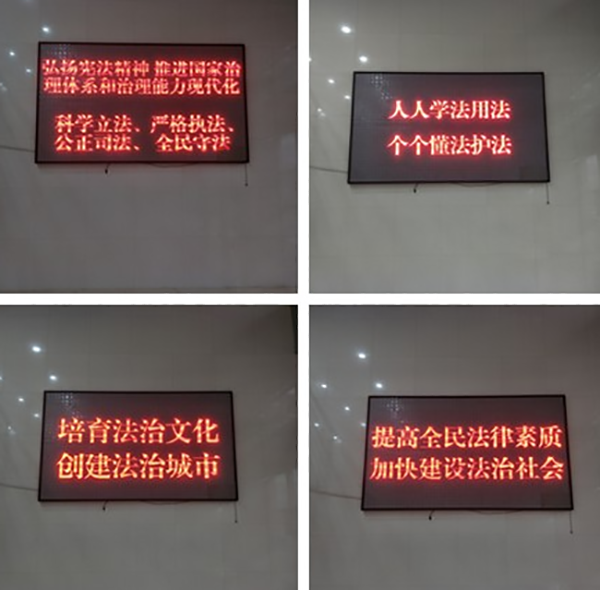 弘扬宪法精神 推进国家治
理体系和治理能力现代化
科学立法、严格执法、
公正司法、全民守法
人人学法用法
个个懂法护法
培育法治文化
创建法治城市
提高全民法律素质
加快建设法治社会